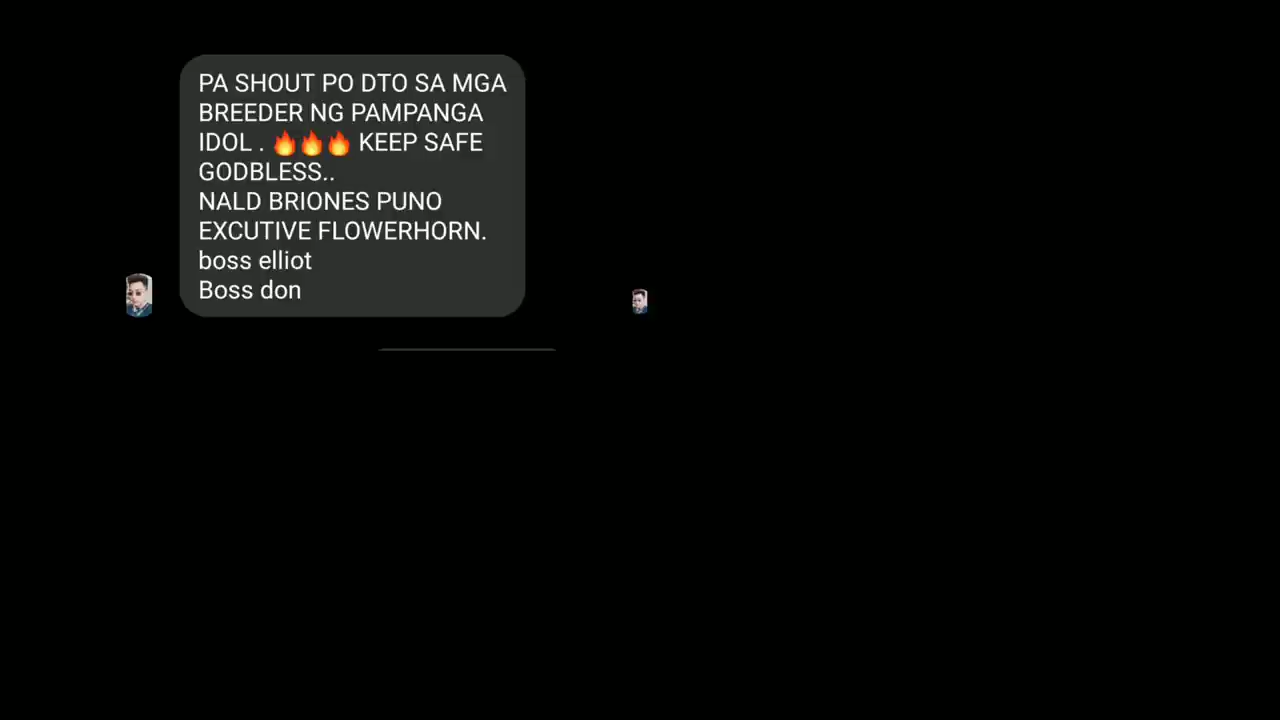 PA SHOUT PO DTO SA MGA
BREEDER NG PAMPANGA
IDOL . 🔥🔥🔥 KEEP SAFE
GODBLESS..
NALD BRIONES PUNO
EXCUTIVE FLOWERHORN.
boss elliot
Boss don